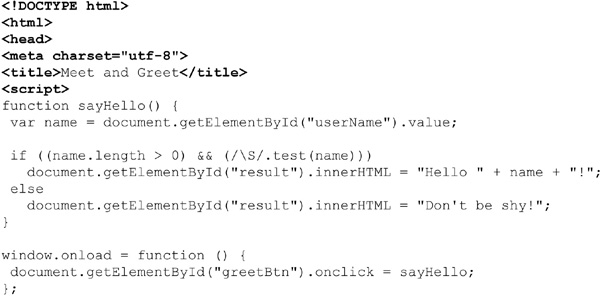 <!DOCTYPE html>
<html>
<head>
<meta charset="utf-8">
<title>Meet and Greet</title>
<script>
function sayHello() {
 var name = document.getElementById("userName").value;

 if ((name.length > 0) && (/\S/.test(name)))
   document.getElementById("result").innerHTML = "Hello " + name + "!";
 else
   document.getElementById("result").innerHTML = "Don't be shy!";
}

window.onload = function () {
 document.getElementById("greetBtn").onclick = sayHello;
};